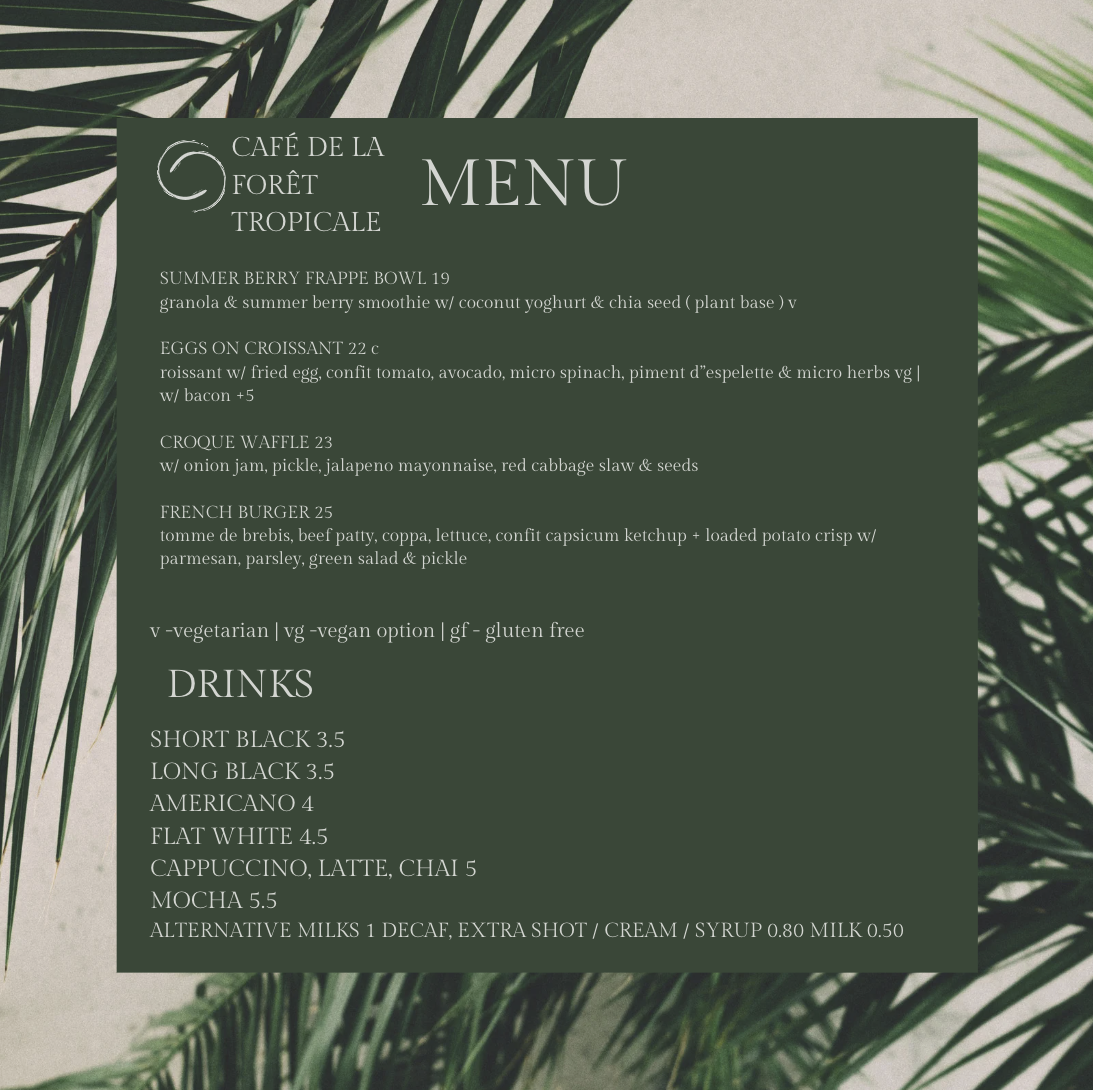 CAFÉ DE LA
FORÊT
TROPICALE
MENU
SUMMER BERRY FRAPPE BOWL 19
granola & summer berry smoothie w/ coconut yoghurt & chia seed ( plant base ) v
EGGS ON CROISSANT 22 c
roissant w/ fried egg, confit tomato, avocado, micro spinach, piment d"espelette & micro herbs vg |
w/ bacon +5
CROQUE WAFFLE 23
w/ onion jam, pickle, jalapeno mayonnaise, red cabbage slaw & seeds
FRENCH BURGER 25
tomme de brebis, beef patty, coppa, lettuce, confit capsicum ketchup + loaded potato crisp w/
parmesan, parsley, green salad & pickle
v -vegetarian | vg -vegan option | gf - gluten free
DRINKS
SHORT BLACK 3.5
LONG BLACK 3.5
AMERICANO 4
FLAT WHITE 4.5
CAPPUCCINO, LATTE, CHAI 5
MOCHA 5.5
ALTERNATIVE MILKS 1 DECAF, EXTRA SHOT / CREAM / SYRUP 0.80 MILK 0.50